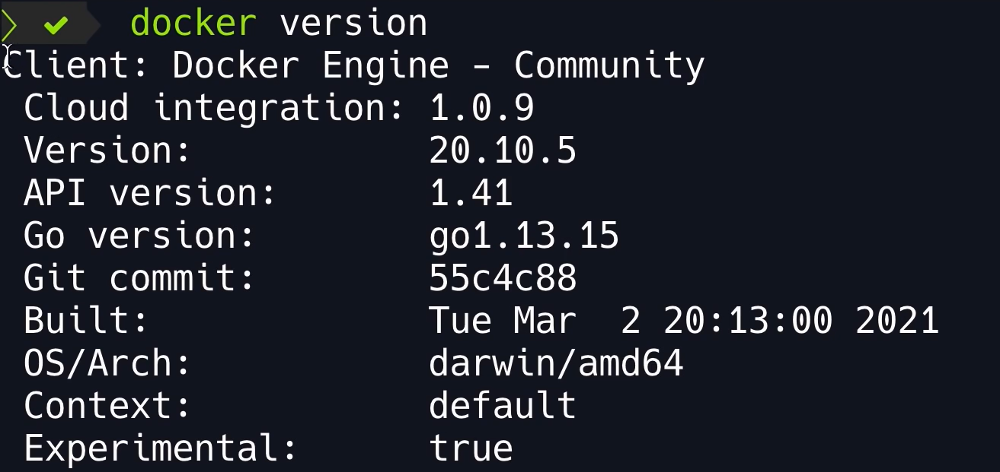 docker version
Client: Docker Engine - Community
Cloud integration: 1.0.9
Version: 20.10.5
API version: 1.41
Go version: go1.13.15
Git commit: 55c4c88
Built: Tue Mar  2 20:13:00 2021
OS/Arch: darwin/amd64
Context: default
Experimental: true